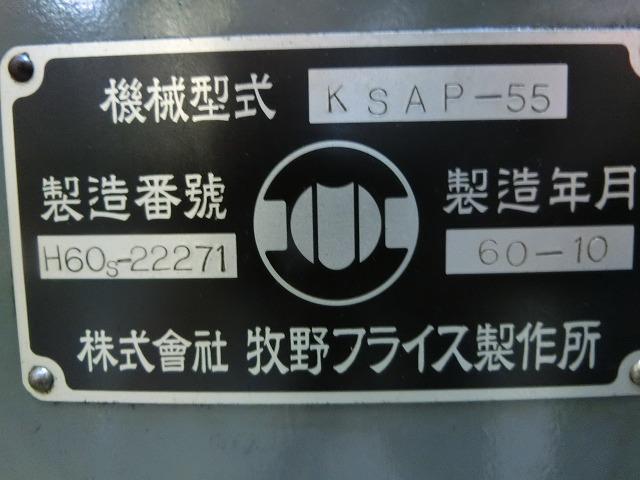 機械型式 KSAP-55
製造番號 製造年月
H60S-22271 60-10
株式會社 牧野フライス製作所